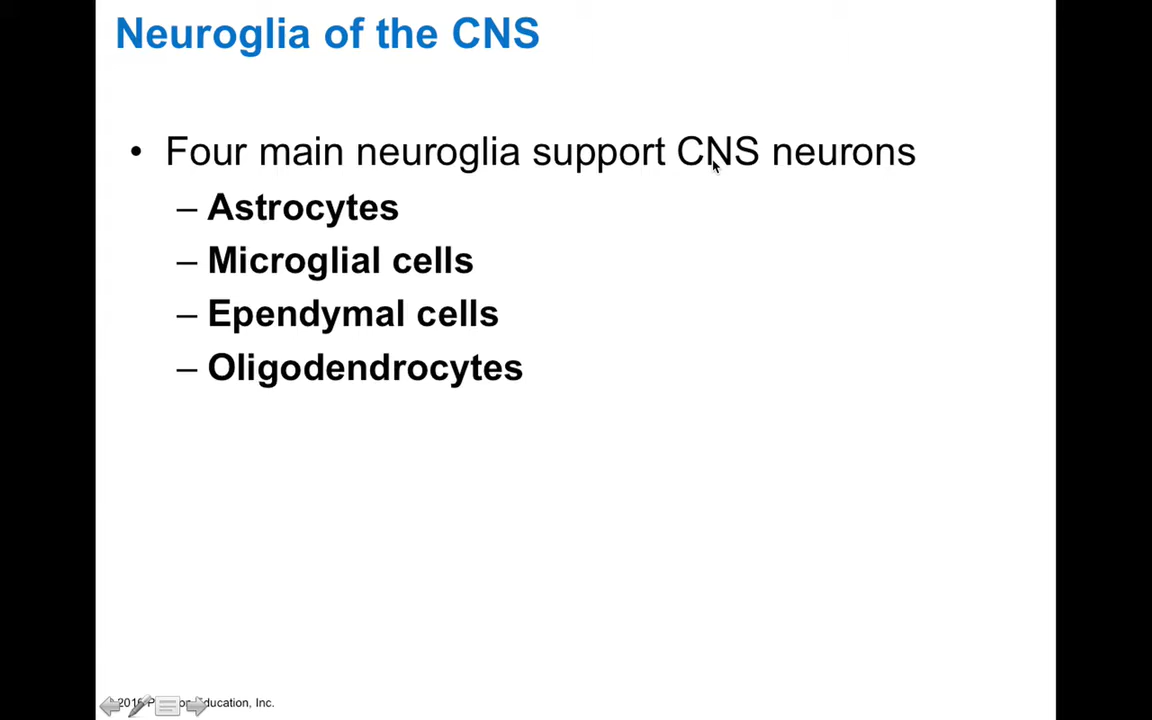 Neuroglia of the CNS
• Four main neuroglia support CNS neurons
– Astrocytes
– Microglial cells
– Ependymal cells
– Oligodendrocytes
Education, Inc.